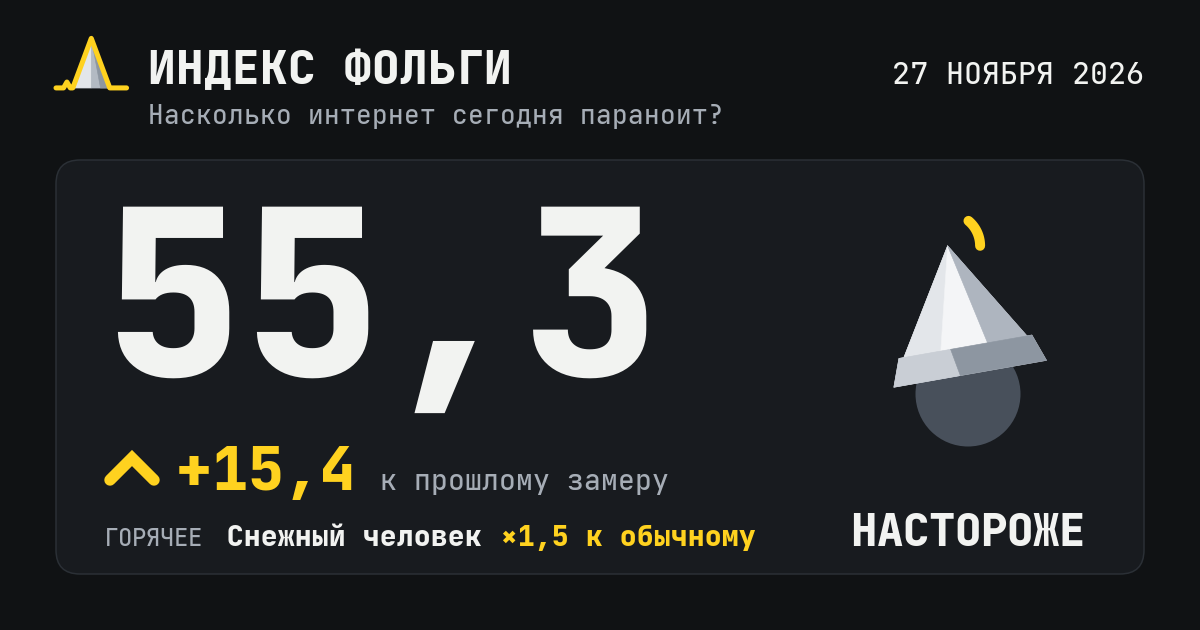 ИНДЕКС ФОЛЬГИ
27 НОЯБРЯ 2026
Насколько интернет сегодня параноит?
55,3
+15,4 к прошлому замеру
ГОРЯЧЕЕ Снежный человек ×1,5 к обычному
НАСТОРОЖЕ